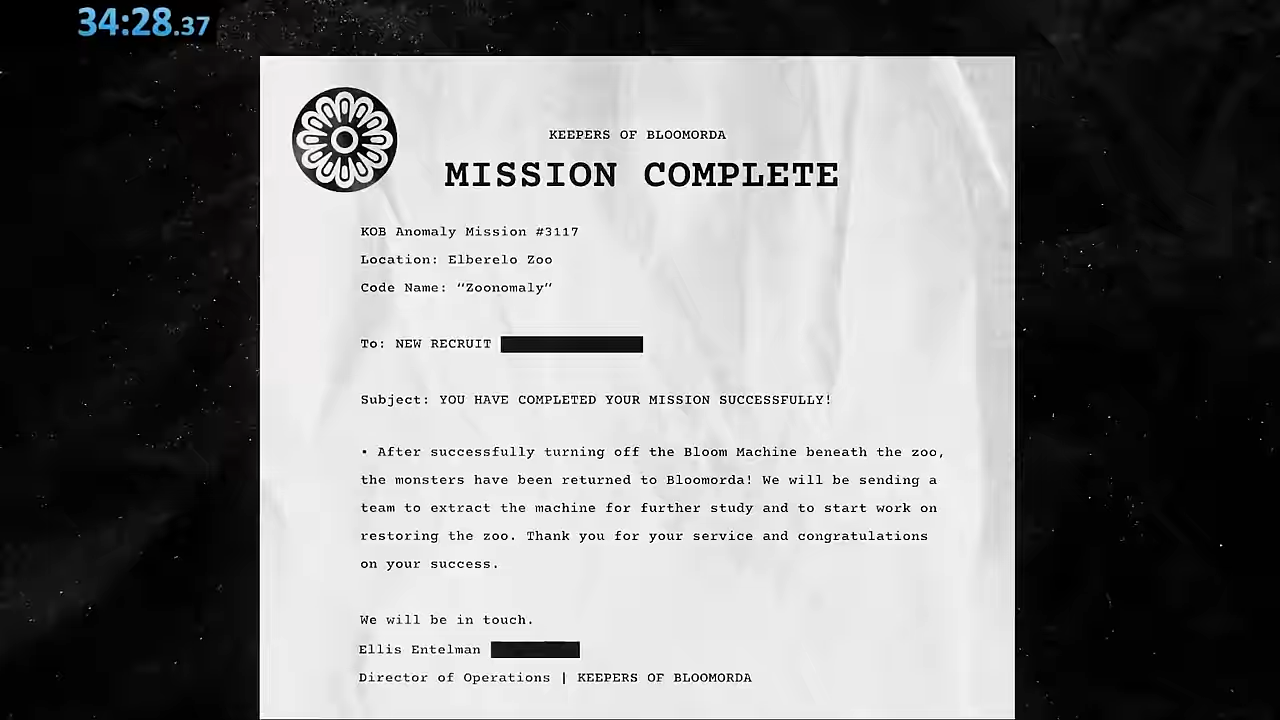 34:28.37
KEEPERS OF BLOOMORDA
MISSION COMPLETE
KOB Anomaly Mission #3117
Location: Elberelo Zoo
Code Name: “Zoonomaly”
To: NEW RECRUIT
Subject: YOU HAVE COMPLETED YOUR MISSION SUCCESSFULLY!
• After successfully turning off the Bloom Machine beneath the zoo,
the monsters have been returned to Bloomorda! We will be sending a
team to extract the machine for further study and to start work on
restoring the zoo. Thank you for your service and congratulations
on your success.
We will be in touch.
Ellis Entelman
Director of Operations | KEEPERS OF BLOOMORDA